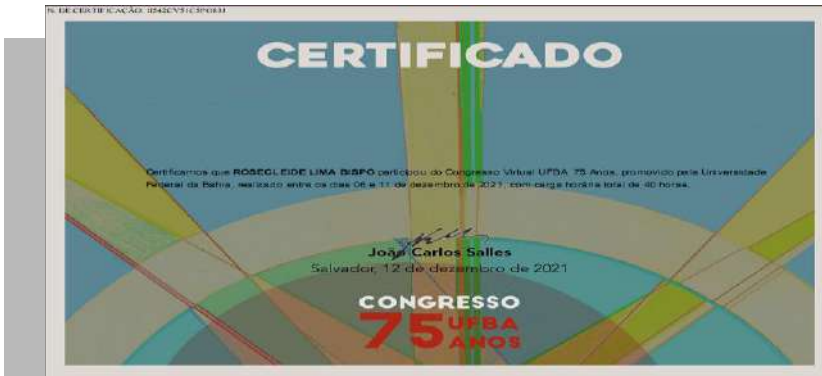 N. DE CERTIFICAÇÃO:
CERTIFICADO
Certificamos que ROSECLEIDE LIMA BISPO participou do Congresso Virtual UFBA 75 Anos, promovido pela Universidade
Federal da Bahia, realizado entre os dias 06 e 11 de dezembro de 2021, com carga horária total de 40 horas.
João Carlos Salles
Salvador, 12 de dezembro de 2021
CONGRESSO
75 UFBA
ANOS